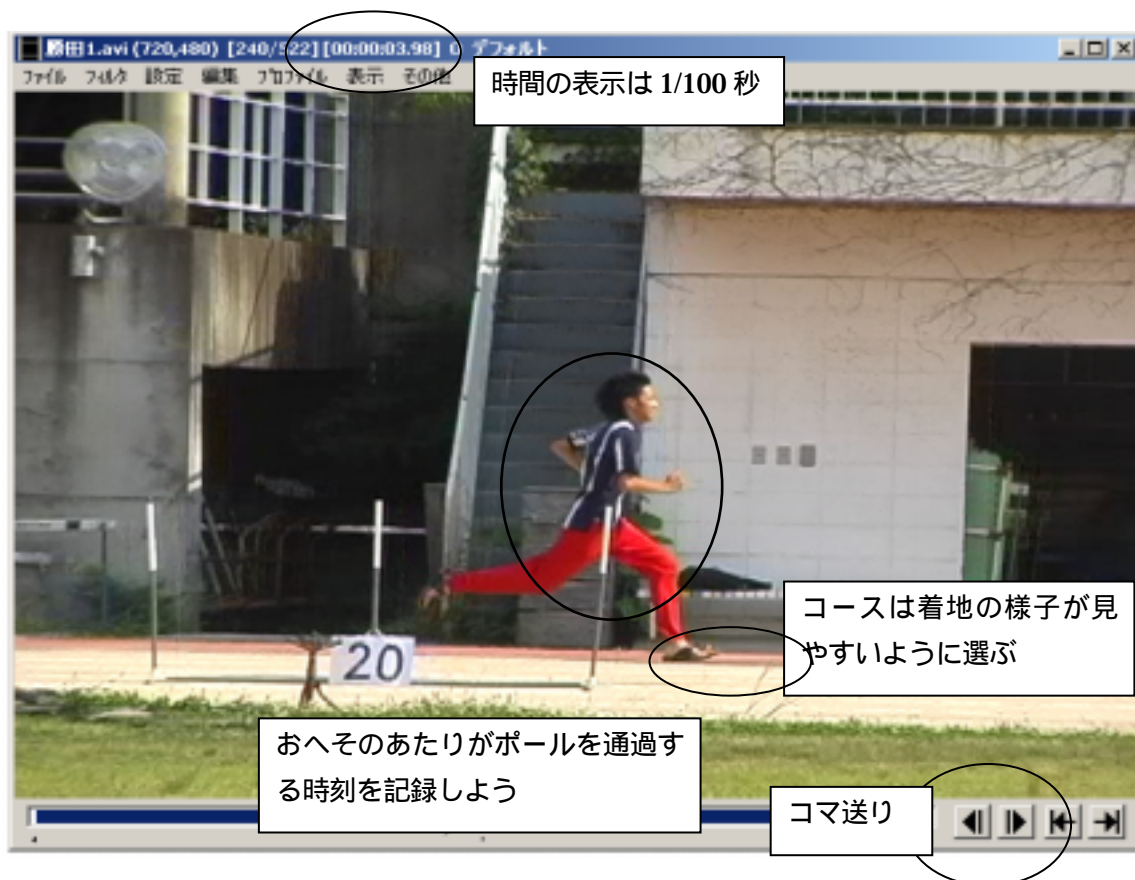 勝田1.avi (720,480) [240/522] [00:00:03.98] デフォルト
ファイル フィルタ 設定 編集 プロファイル 表示 その他
時間の表示は 1/100 秒
コースは着地の様子が見
やすいように選ぶ
20
おへそのあたりがポールを通過す
る時刻を記録しよう
コマ送り